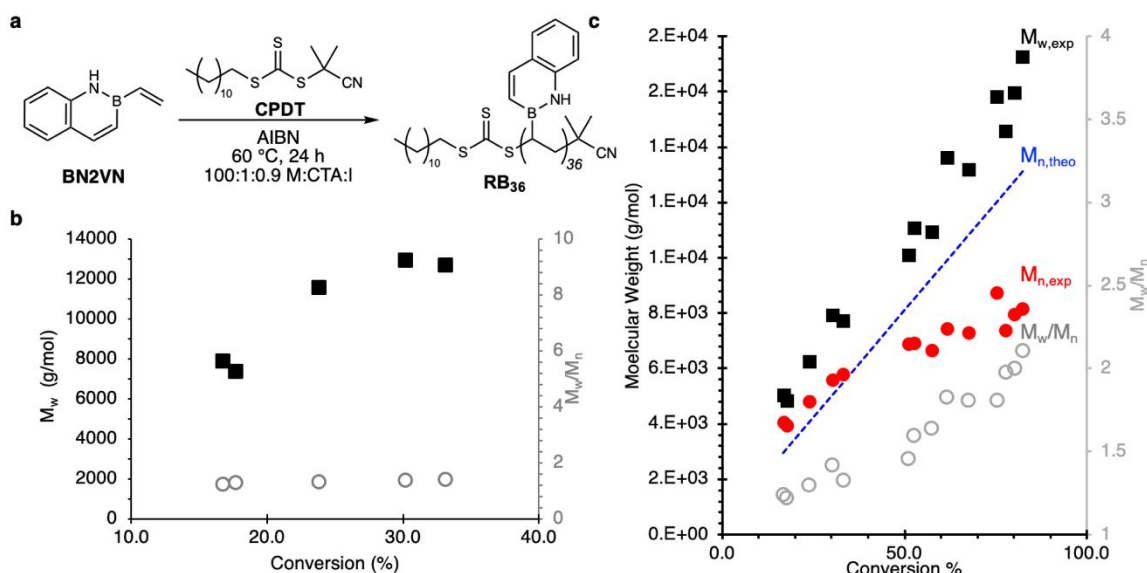 a
H
N
B
BN2VN
10
S
S
S
CN
CPDT
AIBN
60 °C, 24 h
100:1:0.9 M:CTA:I
NH
B
10
S
S
S
36
CN
RB36
b
14000
12000
10000
8000
6000
4000
2000
0
Mw (g/mol)
10
8
6
4
2
0
Mw/Mn
10.0
20.0
30.0
40.0
Conversion (%)
c
2.E+04
2.E+04
1.E+04
1.E+04
1.E+04
8.E+03
6.E+03
4.E+03
2.E+03
0.E+00
Moelcular Weight (g/mol)
Mw,exp
Mn,theo
Mn,exp
Mw/Mn
4
3.5
3
2.5
2
1.5
1
Mw/Mn
0.0
50.0
100.0
Conversion %